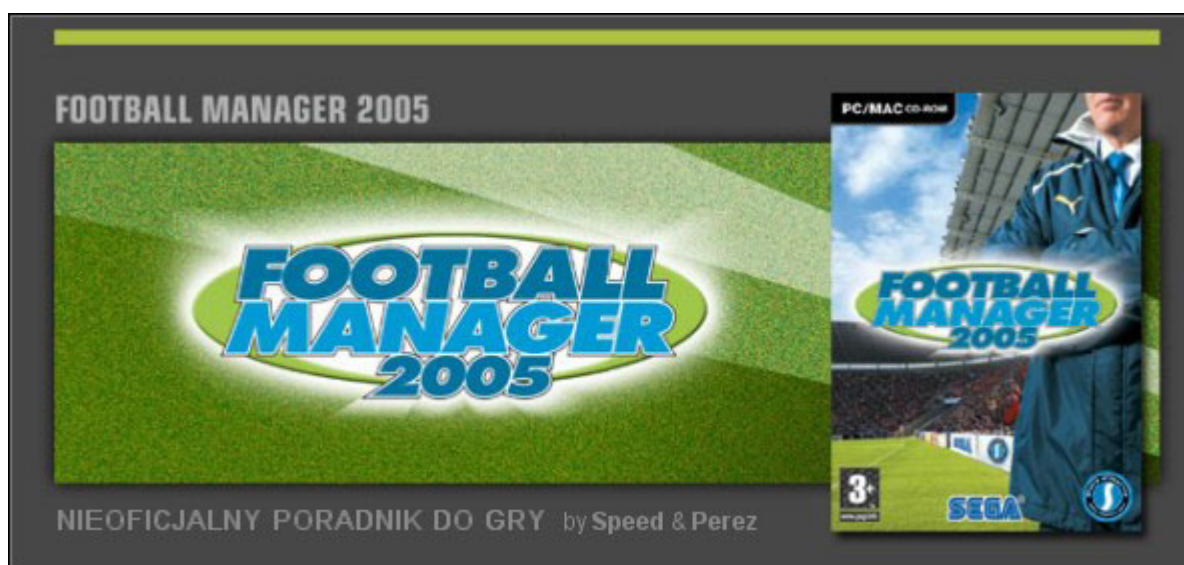 FOOTBALL MANAGER 2005
PC/MAC CD-ROM
FOOTBALL
MANAGER
2005
FOOTBALL
MANAGER
2005
3+
SEGA
NIEOFICJALNY PORADNIK DO GRY by Speed & Perez